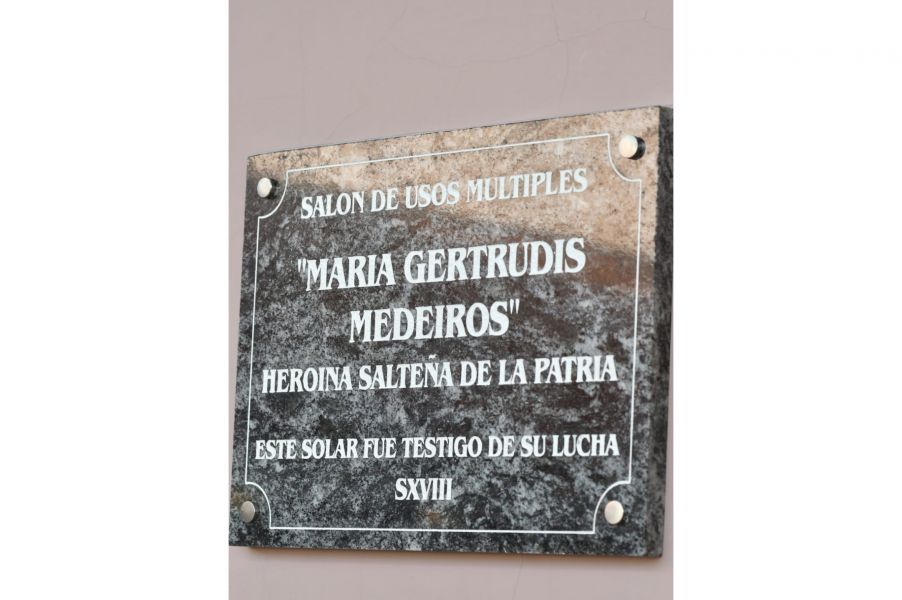 SALON DE USOS MULTIPLES
"MARIA GERTRUDIS
MEDEIROS"
HEROINA SALTEÑA DE LA PATRIA
ESTE SOLAR FUE TESTIGO DE SU LUCHA
SXVIII